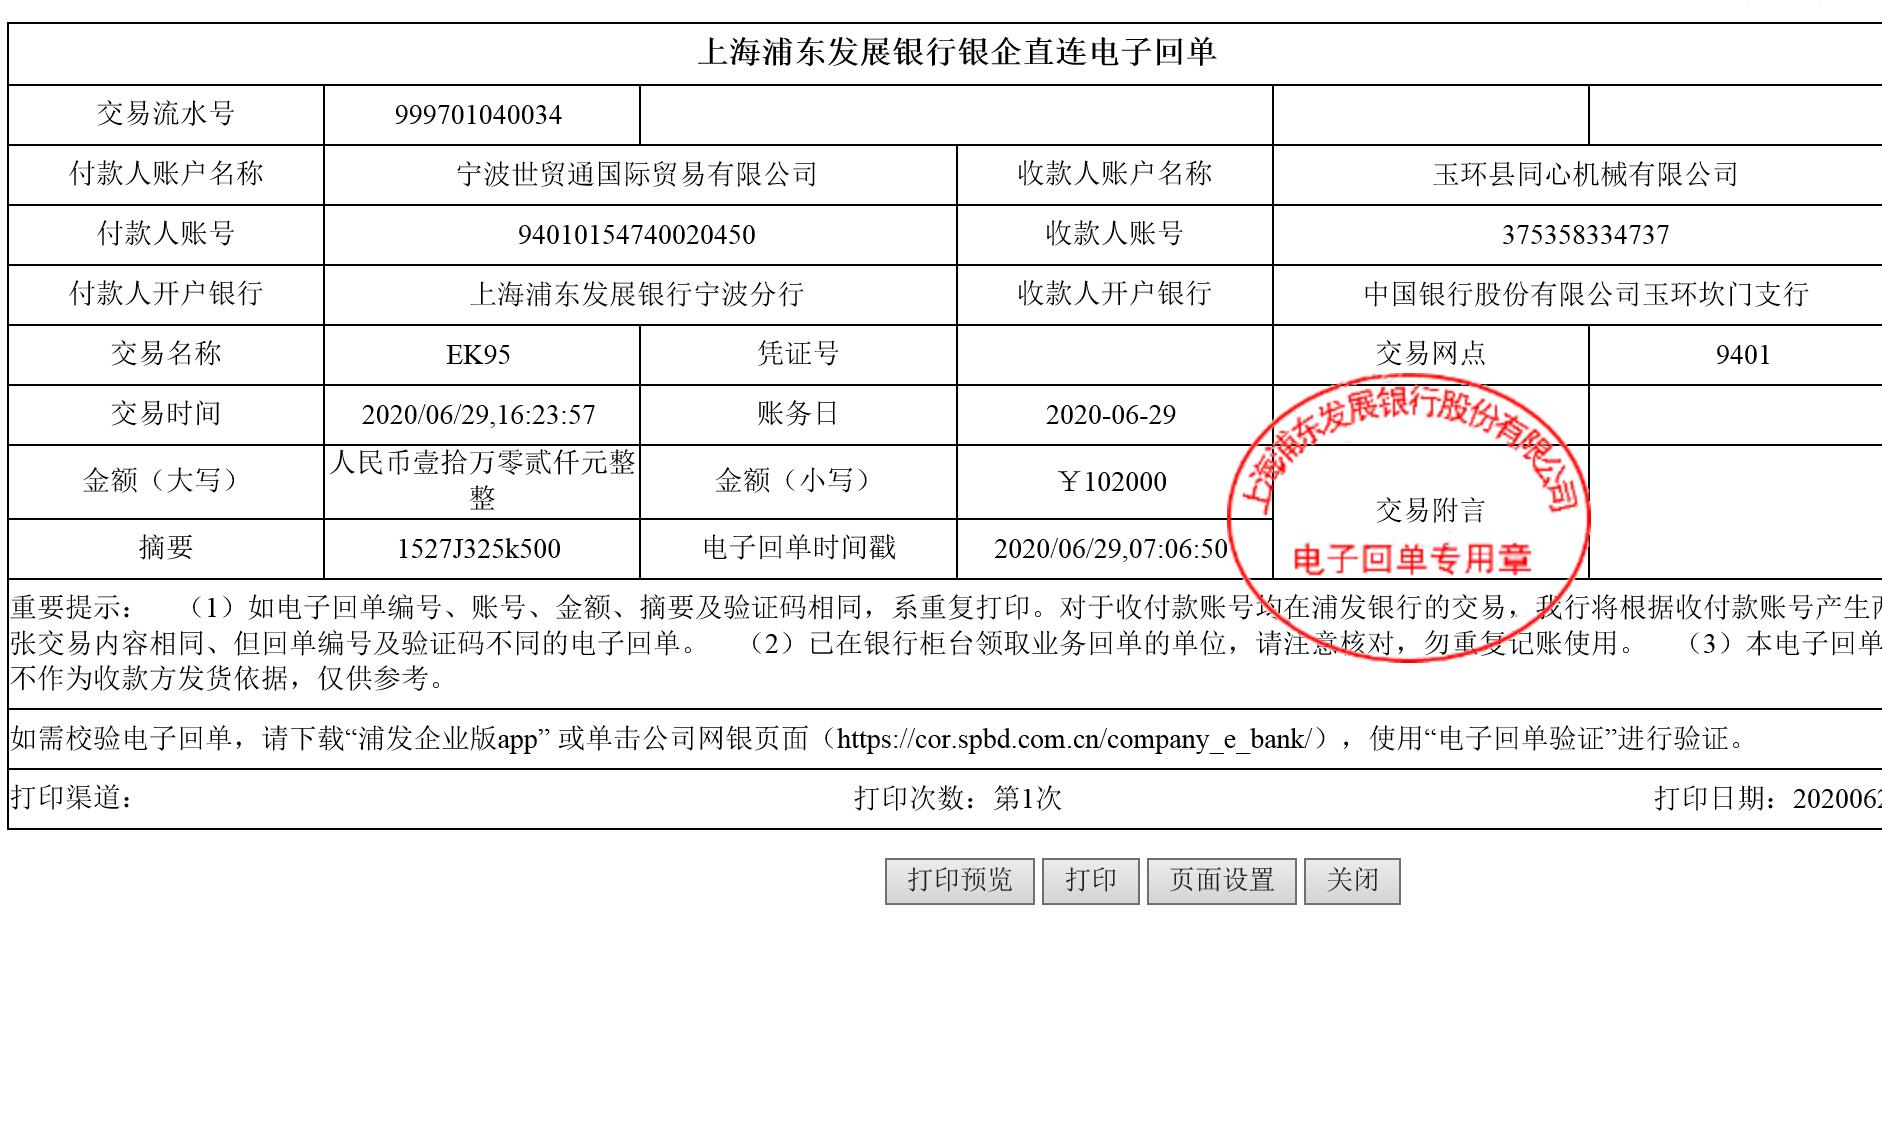 上海浦东发展银行银企直连电子回单
交易流水号 999701040034
付款人账户名称 宁波世贸通国际贸易有限公司 收款人账户名称 玉环县同心机械有限公司
付款人账号 94010154740020450 收款人账号 375358334737
付款人开户银行 上海浦东发展银行宁波分行 收款人开户银行 中国银行股份有限公司玉环坎门支行
交易名称 EK95 凭证号 交易网点 9401
交易时间 2020/06/29,16:23:57 账务日 2020-06-29
上海浦东发展银行股份有限公司
金额（大写） 人民币壹拾万零贰仟元整
整
金额（小写） ￥102000
交易附言
摘要 1527J325k500 电子回单时间戳 2020/06/29,07:06:50
电子回单专用章
重要提示： （1）如电子回单编号、账号、金额、摘要及验证码相同，系重复打印。对于收付款账号均在浦发银行的交易，我行将根据收付款账号产生两
张交易内容相同、但回单编号及验证码不同的电子回单。 （2）已在银行柜台领取业务回单的单位，请注意核对，勿重复记账使用。 （3）本电子回单
不作为收款方发货依据，仅供参考。
如需校验电子回单，请下载“浦发企业版app” 或单击公司网银页面（https://cor.spbd.com.cn/company_e_bank/），使用“电子回单验证”进行验证。
打印渠道： 打印次数：第1次 打印日期：2020062
打印预览 打印 页面设置 关闭